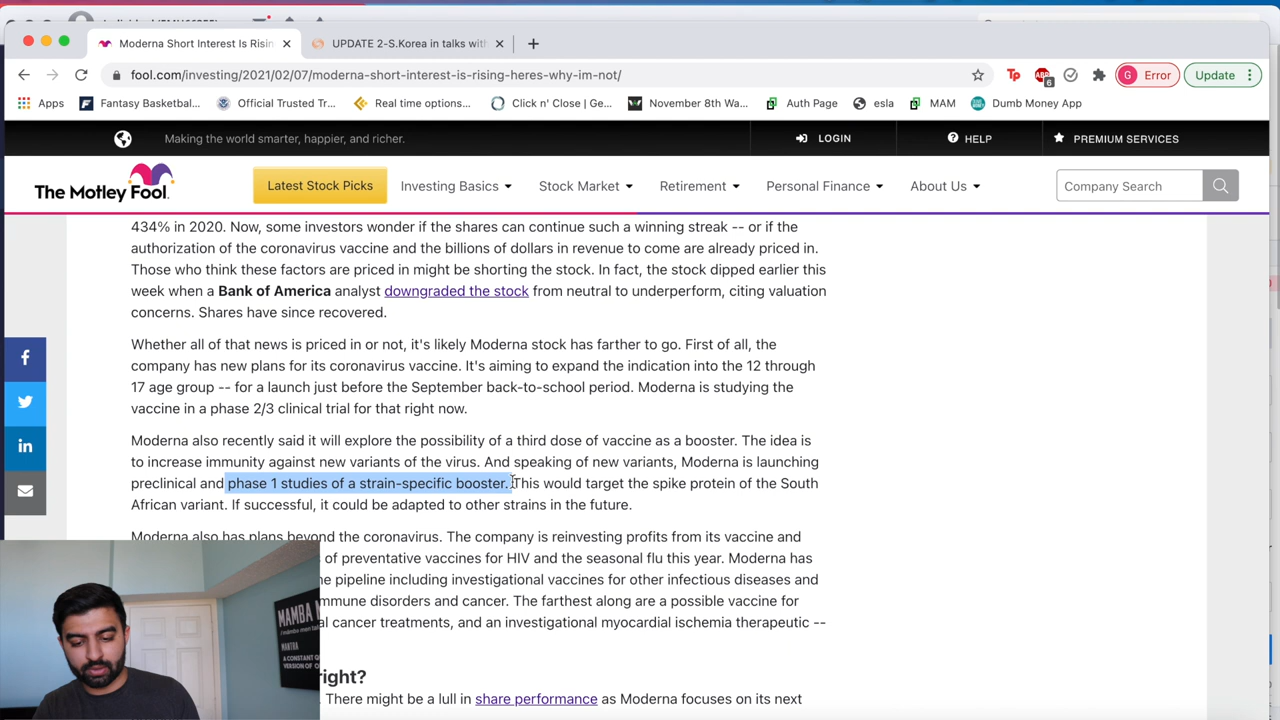 Moderna Short Interest Is Risin
UPDATE 2-S.Korea in talks with
fool.com/investing/2021/02/07/moderna-short-interest-is-rising-heres-why-im-not/
Tp
6
G Error
Update
Apps
Fantasy Basketbal...
Official Trusted Tr...
Real time options...
Click n' Close | Ge...
November 8th Wa...
Auth Page
esla
MAM
Dumb Money App
Making the world smarter, happier, and richer.
LOGIN
HELP
PREMIUM SERVICES
The Motley Fool.
Latest Stock Picks
Investing Basics
Stock Market
Retirement
Personal Finance
About Us
Company Search
434% in 2020. Now, some investors wonder if the shares can continue such a winning streak -- or if the
authorization of the coronavirus vaccine and the billions of dollars in revenue to come are already priced in.
Those who think these factors are priced in might be shorting the stock. In fact, the stock dipped earlier this
week when a Bank of America analyst downgraded the stock from neutral to underperform, citing valuation
concerns. Shares have since recovered.
Whether all of that news is priced in or not, it's likely Moderna stock has farther to go. First of all, the
company has new plans for its coronavirus vaccine. It's aiming to expand the indication into the 12 through
17 age group -- for a launch just before the September back-to-school period. Moderna is studying the
vaccine in a phase 2/3 clinical trial for that right now.
Moderna also recently said it will explore the possibility of a third dose of vaccine as a booster. The idea is
to increase immunity against new variants of the virus. And speaking of new variants, Moderna is launching
preclinical and phase 1 studies of a strain-specific booster. This would target the spike protein of the South
African variant. If successful, it could be adapted to other strains in the future.
Moderna also has plans beyond the coronavirus. The company is reinvesting profits from its vaccine and
of preventative vaccines for HIV and the seasonal flu this year. Moderna has
pipeline including investigational vaccines for other infectious diseases and
disorders and cancer. The farthest along are a possible vaccine for
cancer treatments, and an investigational myocardial ischemia therapeutic --
right?
There might be a lull in share performance as Moderna focuses on its next
MAMBA